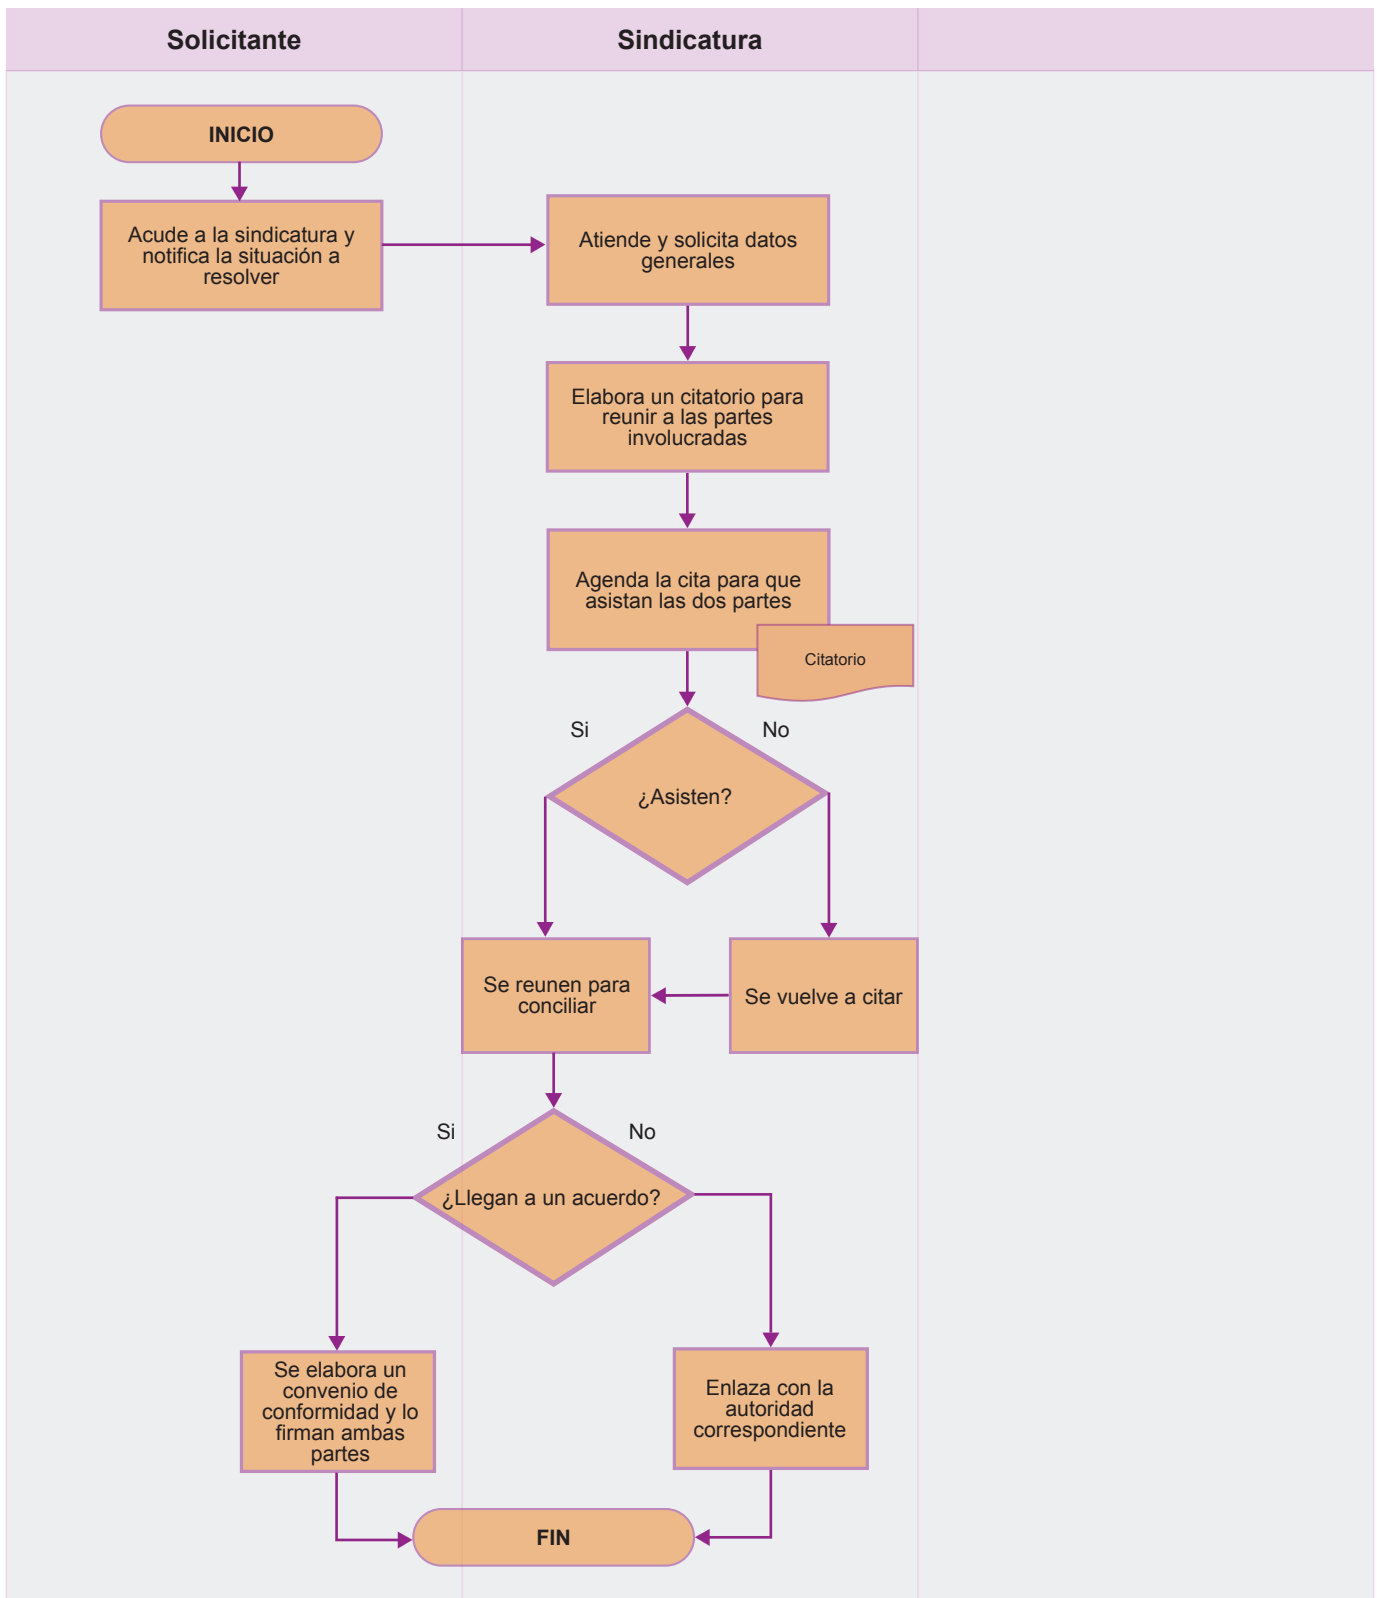 Solicitante
Sindicatura
INICIO
Acude a la sindicatura y
notifica la situación a
resolver
Atiende y solicita datos
generales
Elabora un citatorio para
reunir a las partes
involucradas
Agenda la cita para que
asistan las dos partes
Citatorio
Si
No
¿Asisten?
Se reunen para
conciliar
Se vuelve a citar
Si
No
¿Llegan a un acuerdo?
Se elabora un
convenio de
conformidad y lo
firman ambas
partes
Enlaza con la
autoridad
correspondiente
FIN